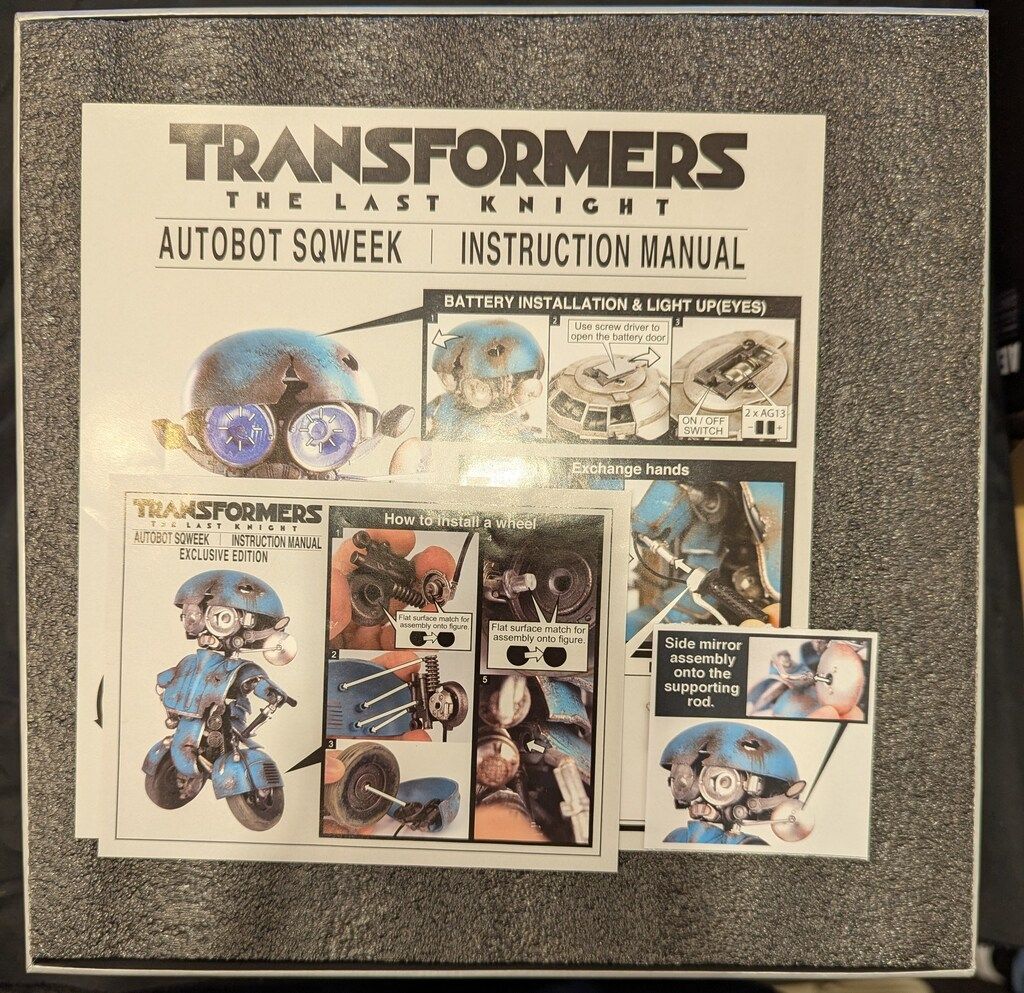 TRANSFORMERS
THE LAST KNIGHT
AUTOBOT SQWEEK | INSTRUCTION MANUAL
BATTERY INSTALLATION & LIGHT UP(EYES)
1
2
3
Use screw driver to
open the battery door
ON / OFF
SWITCH
2 x AG13
Exchange hands
TRANSFORMERS
THE LAST KNIGHT
AUTOBOT SQWEEK | INSTRUCTION MANUAL
EXCLUSIVE EDITION
How to install a wheel
1
Flat surface match for
assembly onto figure.
Flat surface match for
assembly onto figure.
2
3
5
Side mirror
assembly
onto the
supporting
rod.